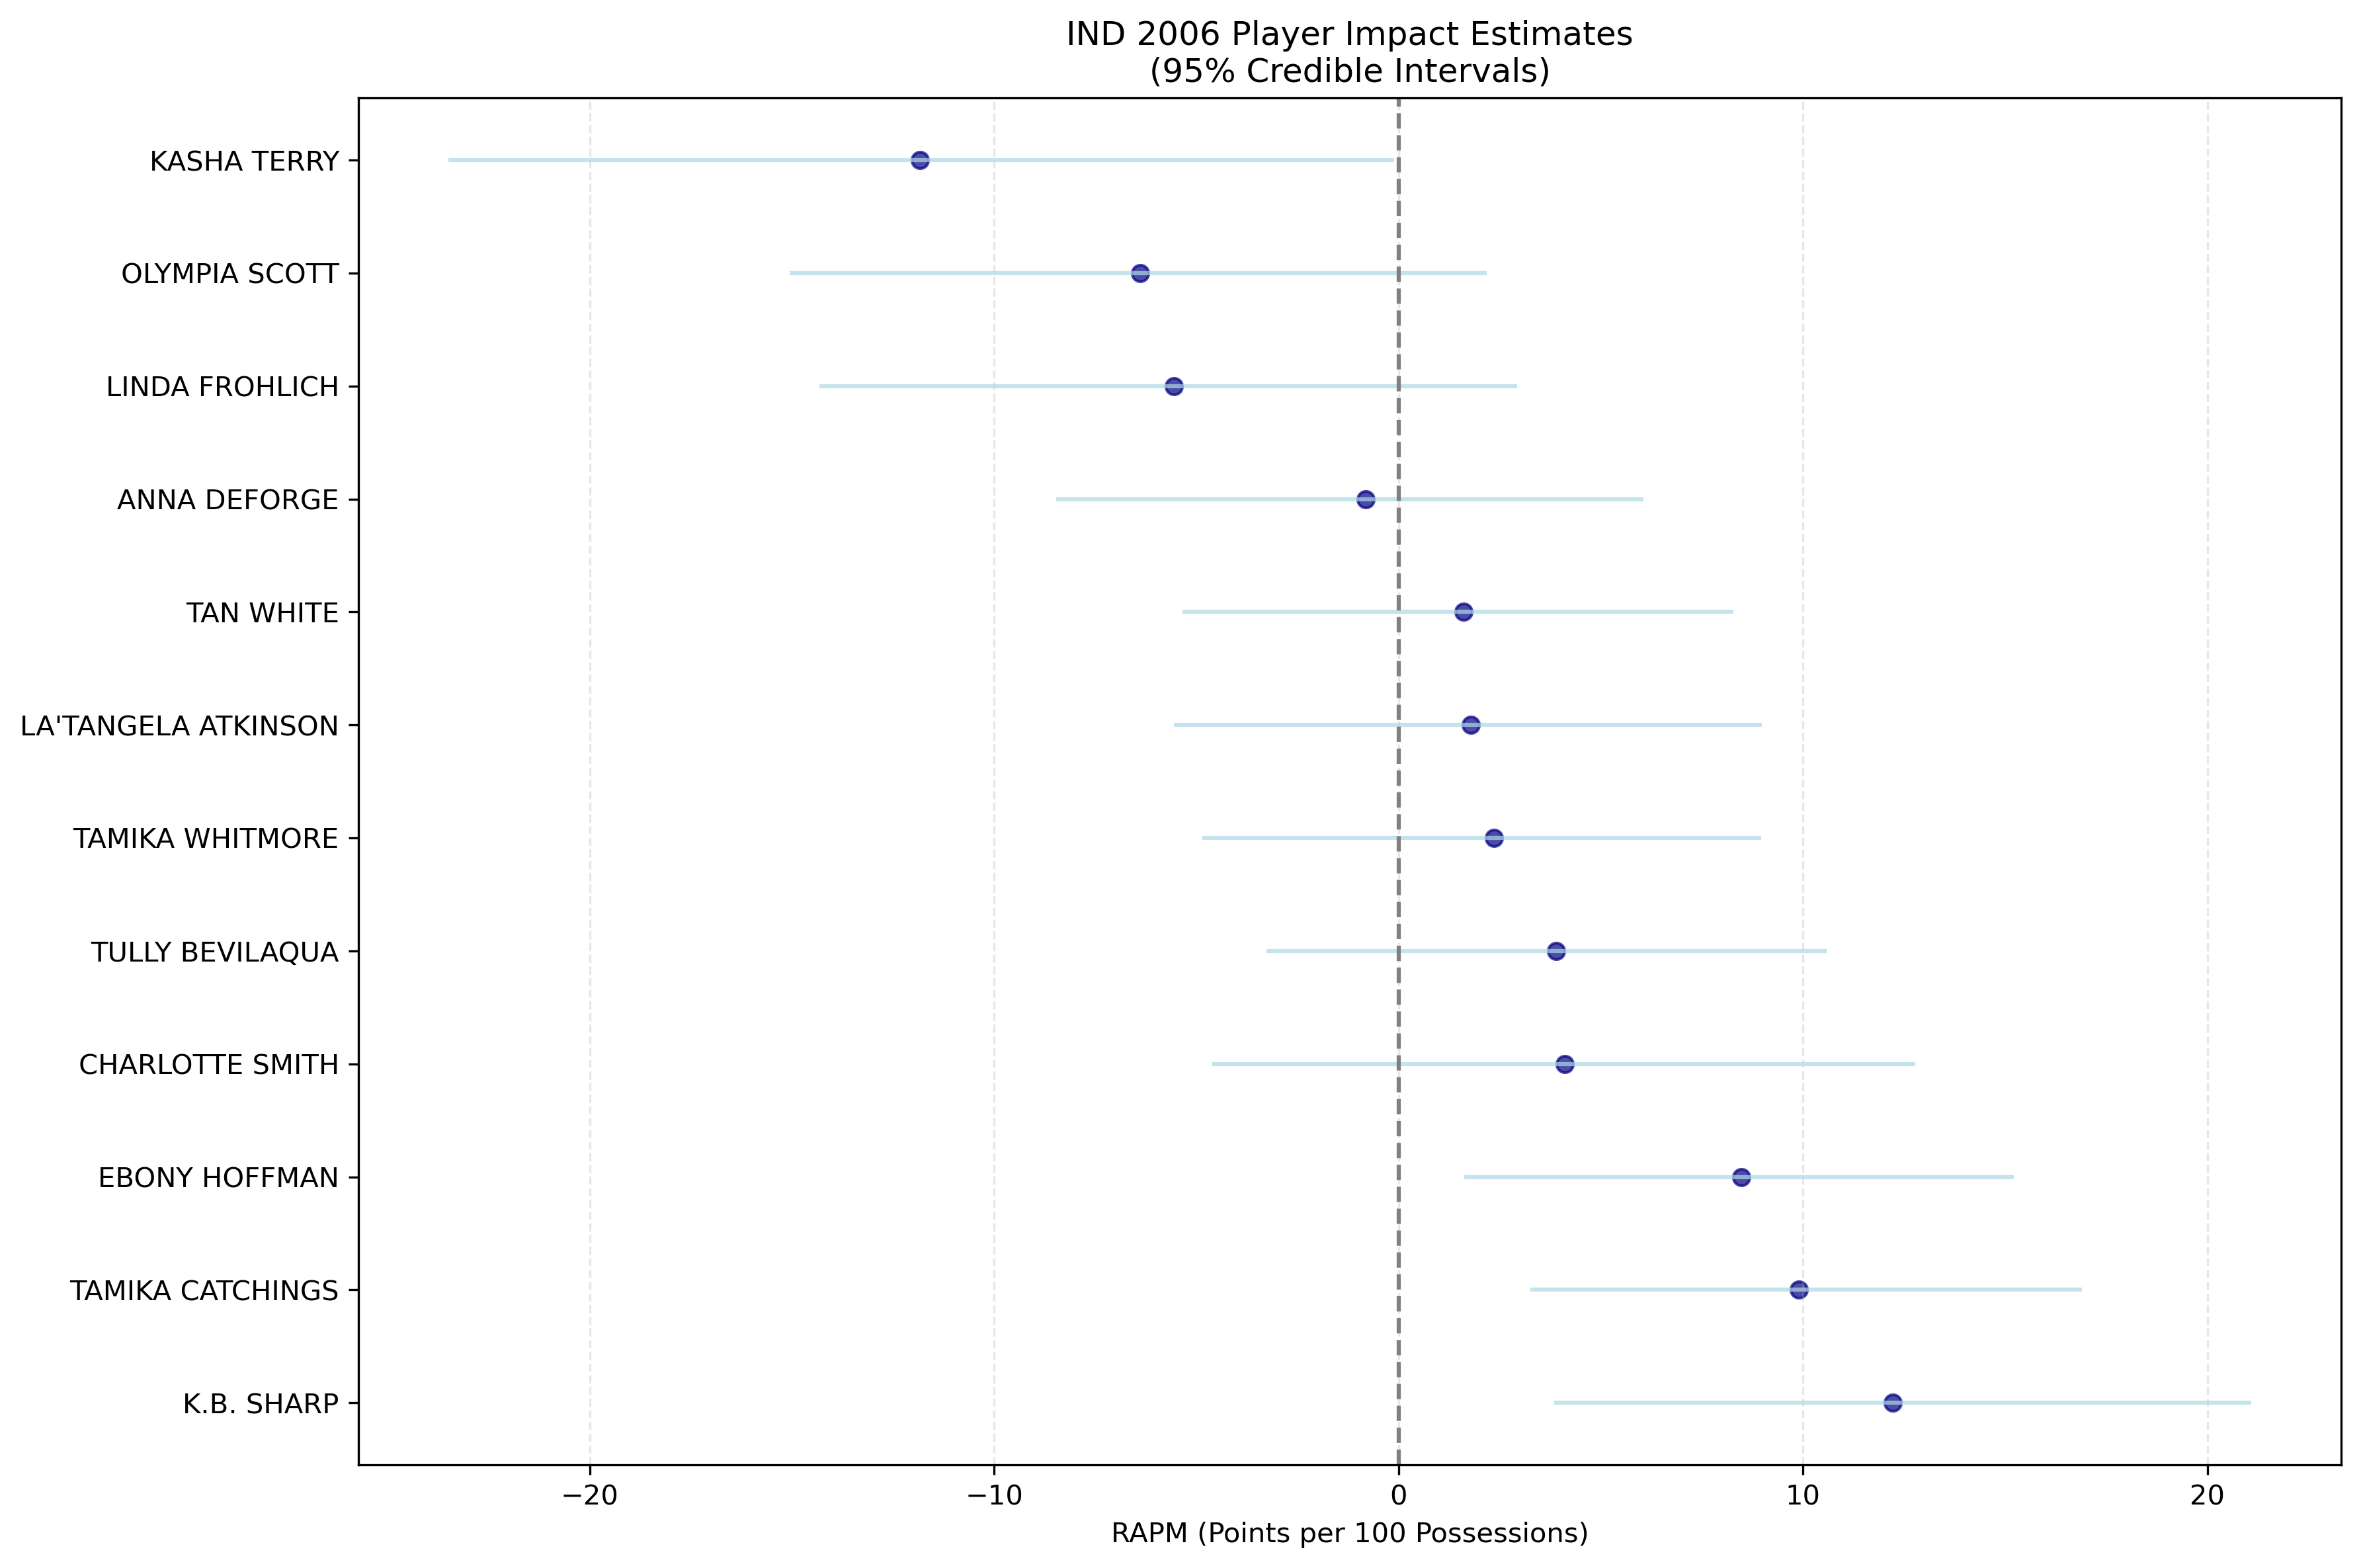 IND 2006 Player Impact Estimates
(95% Credible Intervals)
KASHA TERRY
OLYMPIA SCOTT
LINDA FROHLICH
ANNA DEFORGE
TAN WHITE
LA'TANGELA ATKINSON
TAMIKA WHITMORE
TULLY BEVILAQUA
CHARLOTTE SMITH
EBONY HOFFMAN
TAMIKA CATCHINGS
K.B. SHARP
−20 −10 0 10 20
RAPM (Points per 100 Possessions)